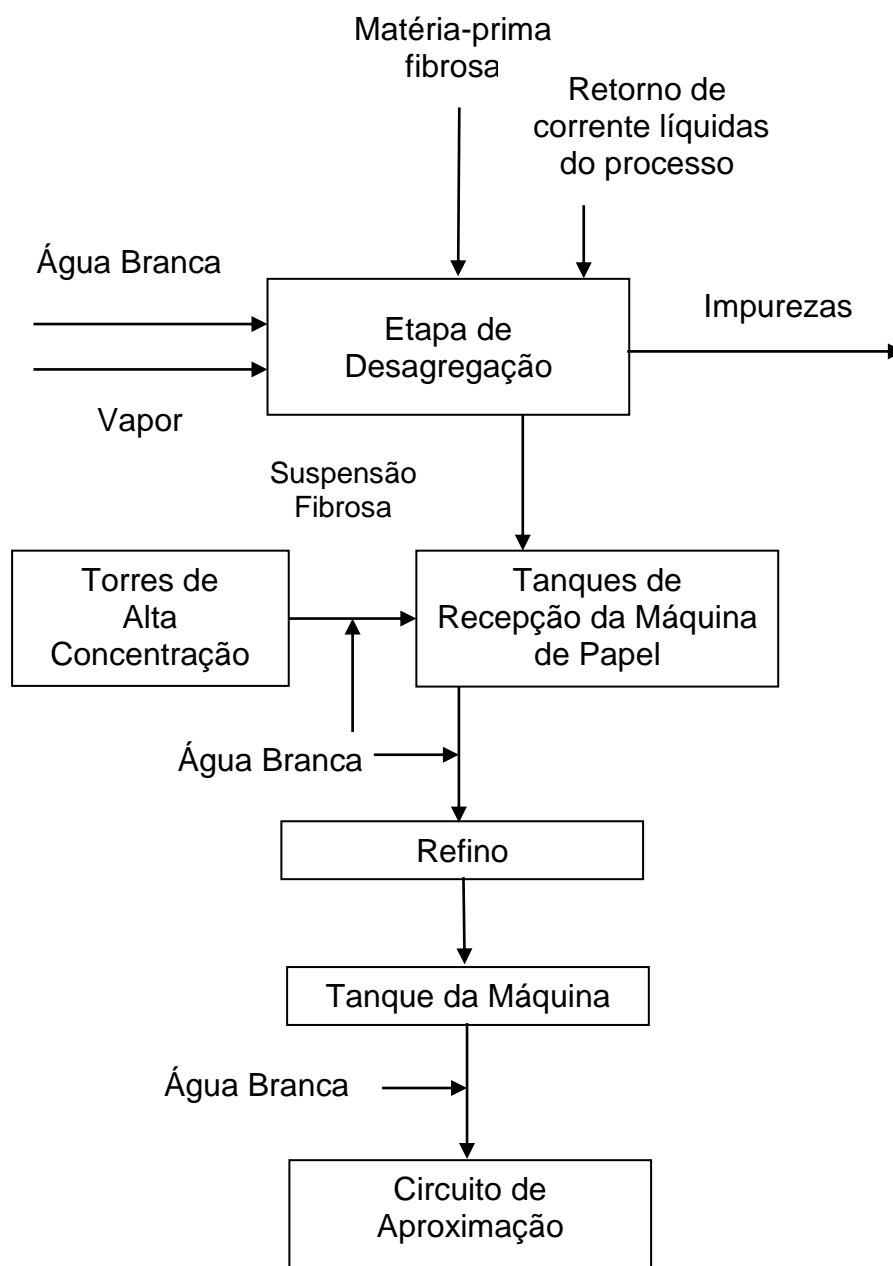 Matéria-prima
fibrosa
Retorno de
corrente líquidas
do processo
Água Branca
Etapa de
Desagregação
Impurezas
Vapor
Suspensão
Fibrosa
Torres de
Alta
Concentração
Tanques de
Recepção da Máquina
de Papel
Água Branca
Refino
Tanque da Máquina
Água Branca
Circuito de
Aproximação